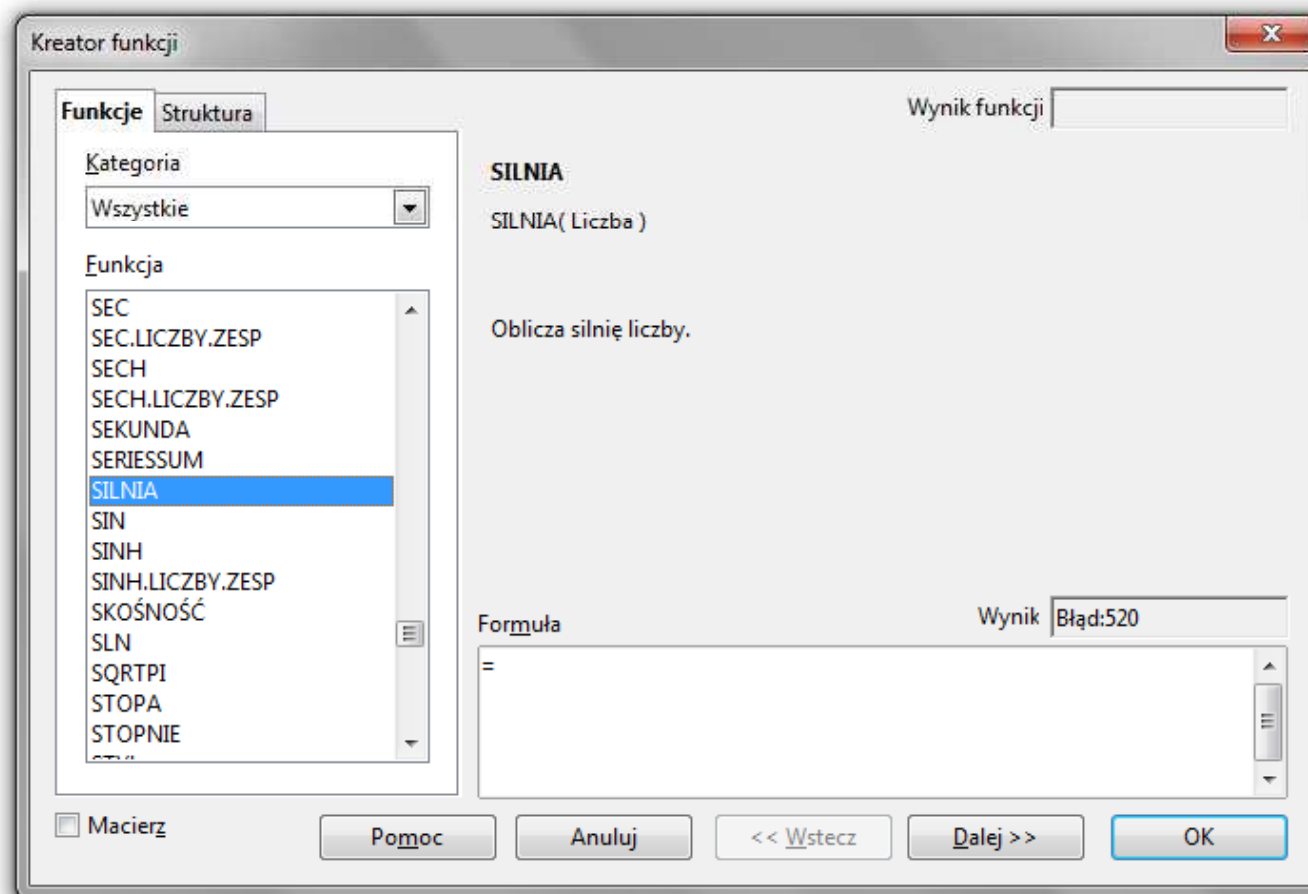 Kreator funkcji
Funkcje Struktura
Wynik funkcji
Kategoria
Wszystkie
Funkcja
SEC
SEC.LICZBY.ZESP
SECH
SECH.LICZBY.ZESP
SEKUNDA
SERIESSUM
SILNIA
SIN
SINH
SINH.LICZBY.ZESP
SKOŚNOŚĆ
SLN
SQRTPI
STOPA
STOPNIE
SILNIA
SILNIA( Liczba )
Oblicza silnię liczby.
Formuła
Wynik Błąd:520
=
Macierz
Pomoc
Anuluj
<< Wstecz
Dalej >>
OK